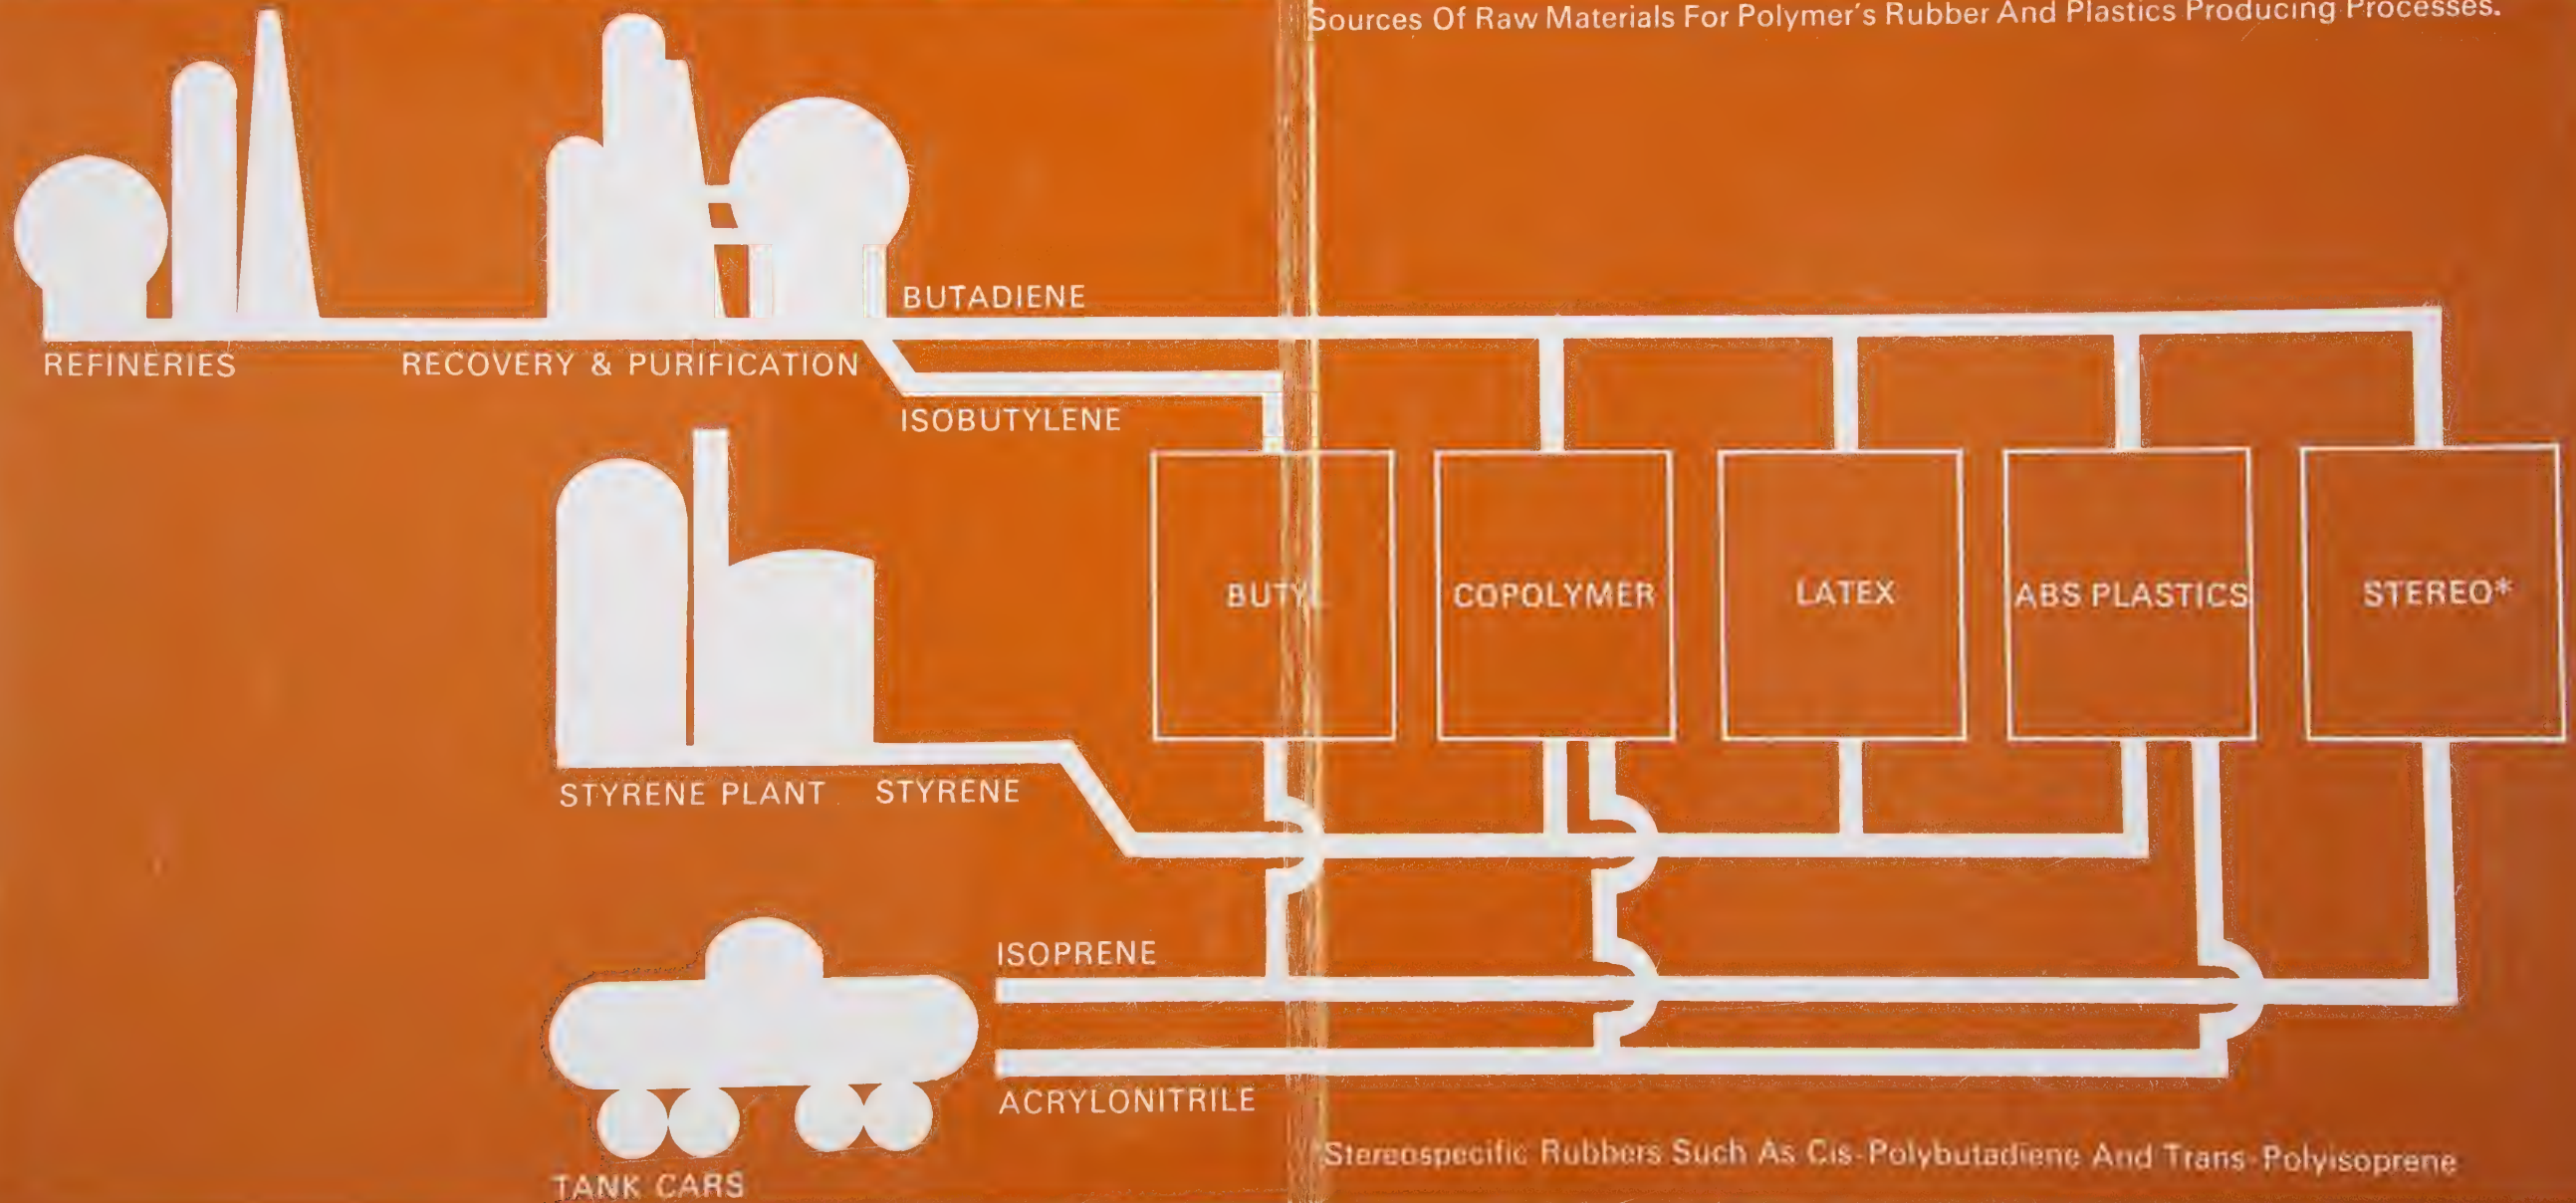 Sources Of Raw Materials For Polymer's Rubber And Plastics Producing Processes.
BUTADIENE
REFINERIES
RECOVERY & PURIFICATION
ISOBUTYLENE
BUTYL
COPOLYMER
LATEX
ABS PLASTICS
STEREO*
STYRENE PLANT
STYRENE
ISOPRENE
ACRYLONITRILE
TANK CARS
*Stereospecific Rubbers Such As Cis-Polybutadiene And Trans-Polyisoprene